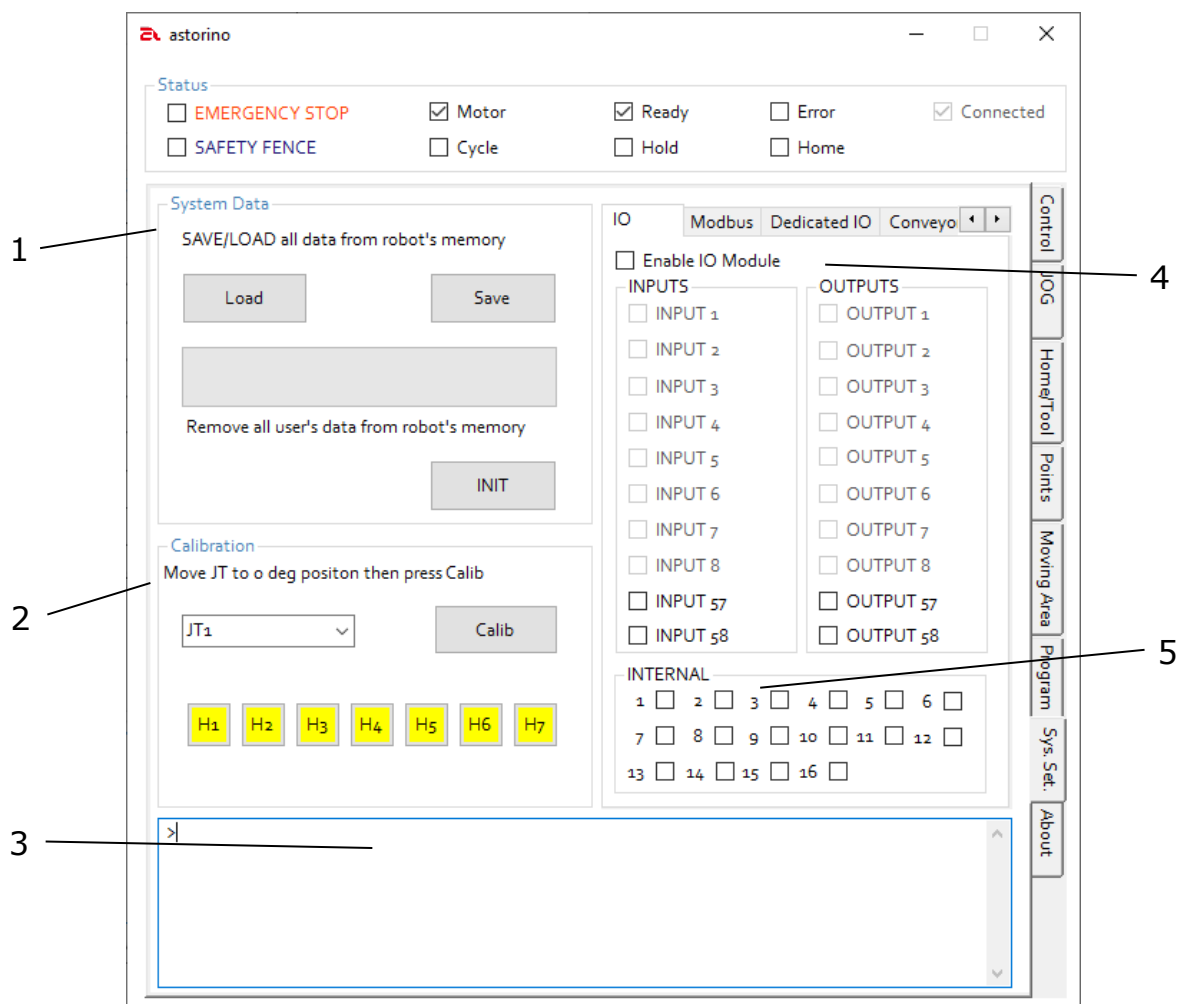 astorino
Status
EMERGENCY STOP Motor Ready Error Connected
SAFETY FENCE Cycle Hold Home
System Data
SAVE/LOAD all data from robot's memory
Load Save
Remove all user's data from robot's memory
INIT
Calibration
Move JT to 0 deg positon then press Calib
JT1 Calib
H1 H2 H3 H4 H5 H6 H7
>
IO Modbus Dedicated IO Conveyo
Enable IO Module
INPUTS OUTPUTS
INPUT 1 OUTPUT 1
INPUT 2 OUTPUT 2
INPUT 3 OUTPUT 3
INPUT 4 OUTPUT 4
INPUT 5 OUTPUT 5
INPUT 6 OUTPUT 6
INPUT 7 OUTPUT 7
INPUT 8 OUTPUT 8
INPUT 57 OUTPUT 57
INPUT 58 OUTPUT 58
INTERNAL
1 2 3 4 5 6
7 8 9 10 11 12
13 14 15 16
Control
JOG
Home/Tool
Points
Moving Area
Program
Sys. Set.
About
1
2
3
4
5